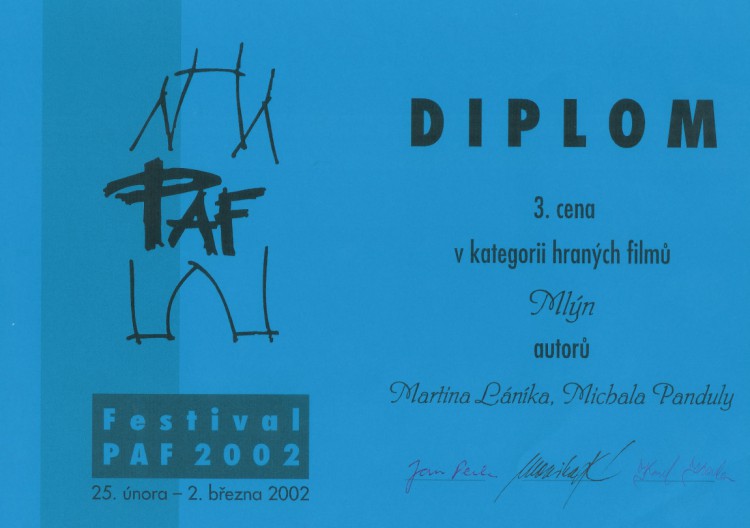 PAF
Festival
PAF 2002
25. února – 2. března 2002
DIPLOM
3. cena
v kategorii hraných filmů
Mlýn
autorů
Martina Láníka, Michala Panduly